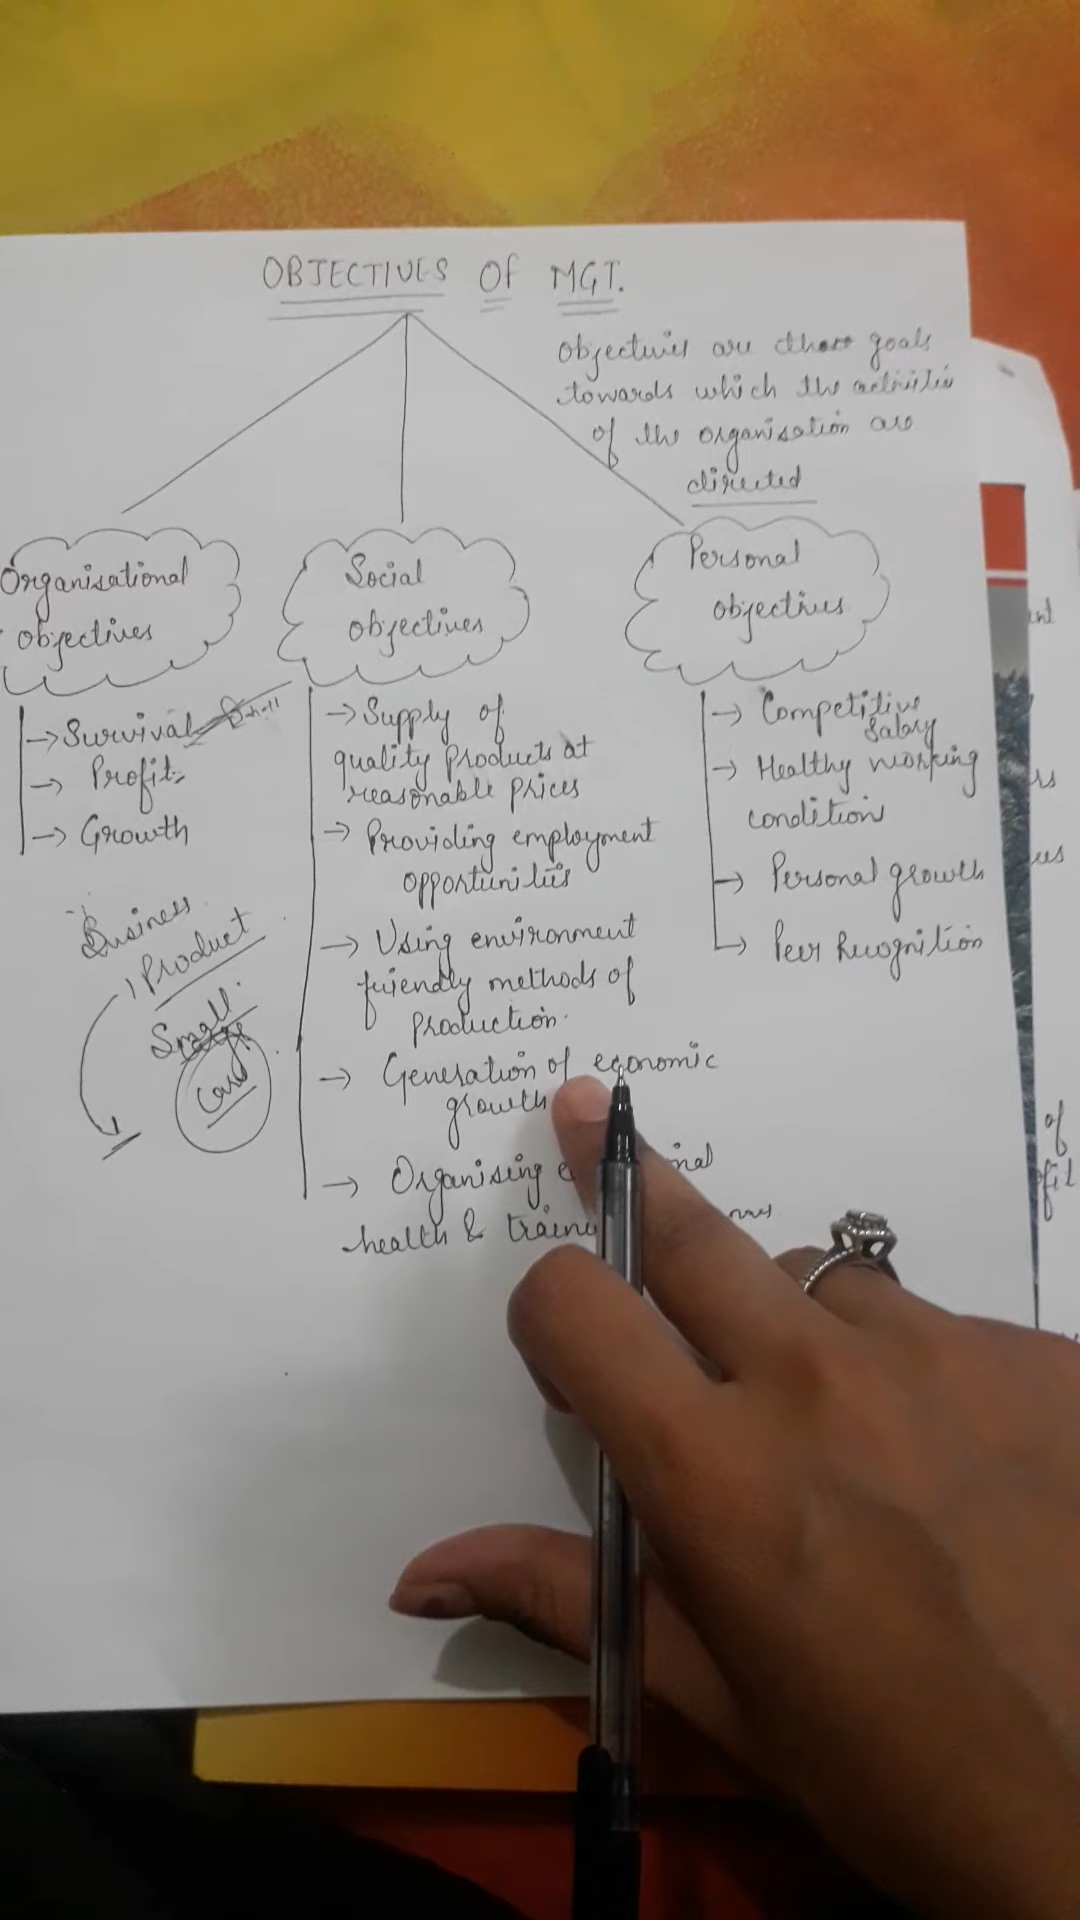 OBJECTIVES Of MGT.
Objectives are those goals
towards which the activities
of the organisation are
directed
Organisational
objectives
→ Survival
→ Profit
→ Growth
Business
1 Product
Small
Social
objectives
→ Supply of
quality products at
reasonable prices
→ Providing employment
opportunities
→ Using environment
friendly methods of
production.
→ Generation of economic
growth
→ Organising
health &
Personal
objectives
→ Competitive
salary
→ Healthy working
condition
→ Personal growth
→ Peer Recognition
of